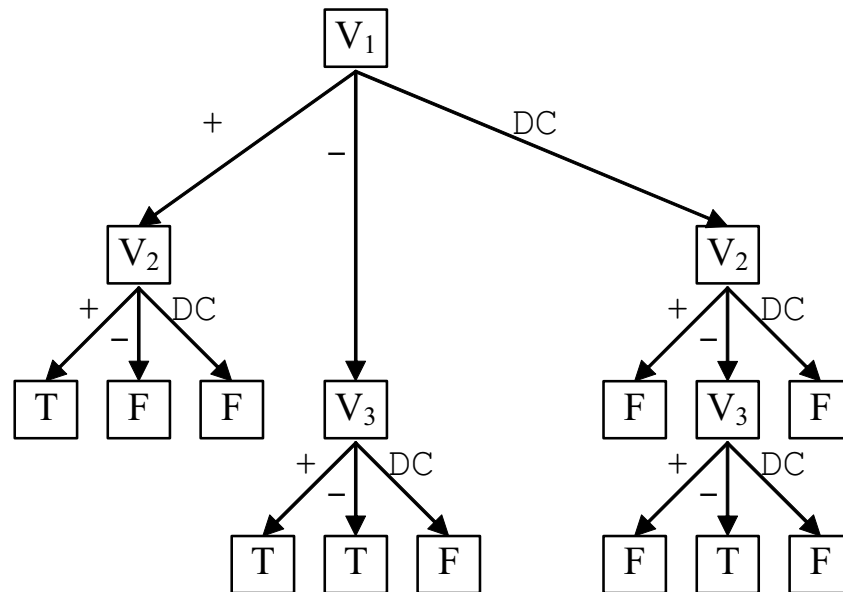 V₁
+ − DC
V₂ V₂
+ − DC + − DC
T F F V₃ F V₃ F
+ − DC + − DC
T T F F T F